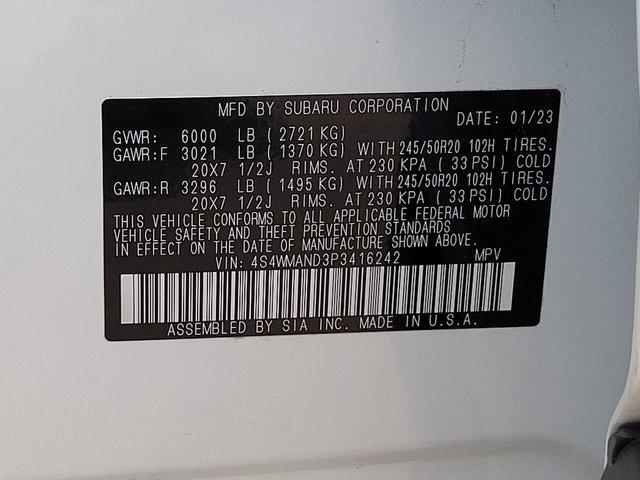 MFD BY SUBARU CORPORATION
DATE: 01/23
GVWR: 6000 LB ( 2721 KG)
GAWR:F 3021 LB ( 1370 KG) WITH 245/50R20 102H TIRES.
20X7 1/2J RIMS. AT 230 KPA ( 33 PSI) COLD
GAWR:R 3296 LB ( 1495 KG) WITH 245/50R20 102H TIRES.
20X7 1/2J RIMS. AT 230 KPA ( 33 PSI) COLD
THIS VEHICLE CONFORMS TO ALL APPLICABLE FEDERAL MOTOR
VEHICLE SAFETY AND THEFT PREVENTION STANDARDS
IN EFFECT ON THE DATE OF MANUFACTURE SHOWN ABOVE.
VIN: 4S4WMAND3P3416242 MPV
ASSEMBLED BY SIA INC. MADE IN U.S.A.